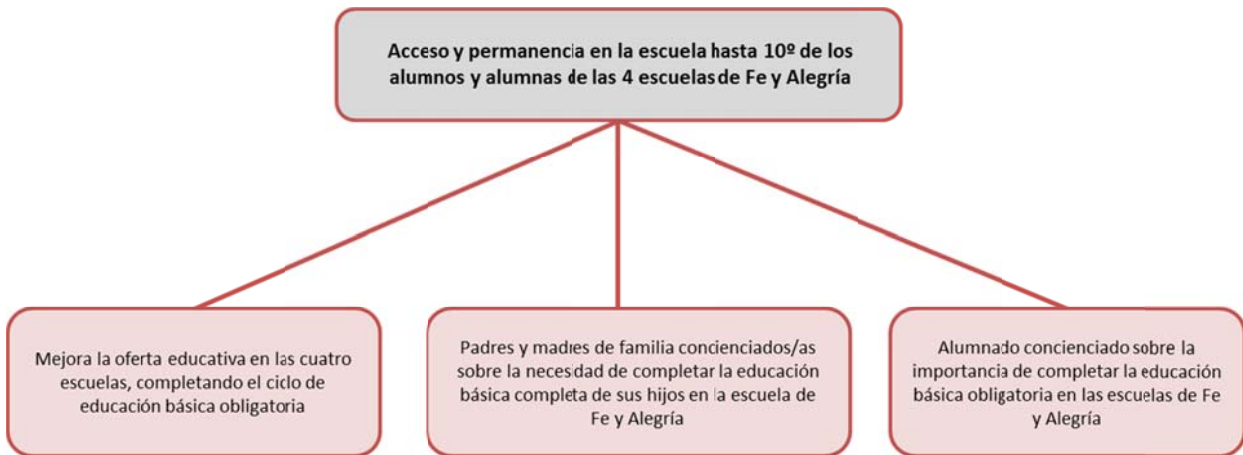 Acceso y permanencia en la escuela hasta 10º de los
alumnos y alumnas de las 4 escuelas de Fe y Alegría
Mejora la oferta educativa en las cuatro
escuelas, completando el ciclo de
educación básica obligatoria
Padres y madres de familia concienciados/as
sobre la necesidad de completar la educación
básica completa de sus hijos en la escuela de
Fe y Alegría
Alumnado concienciado sobre la
importancia de completar la educación
básica obligatoria en las escuelas de Fe
y Alegría